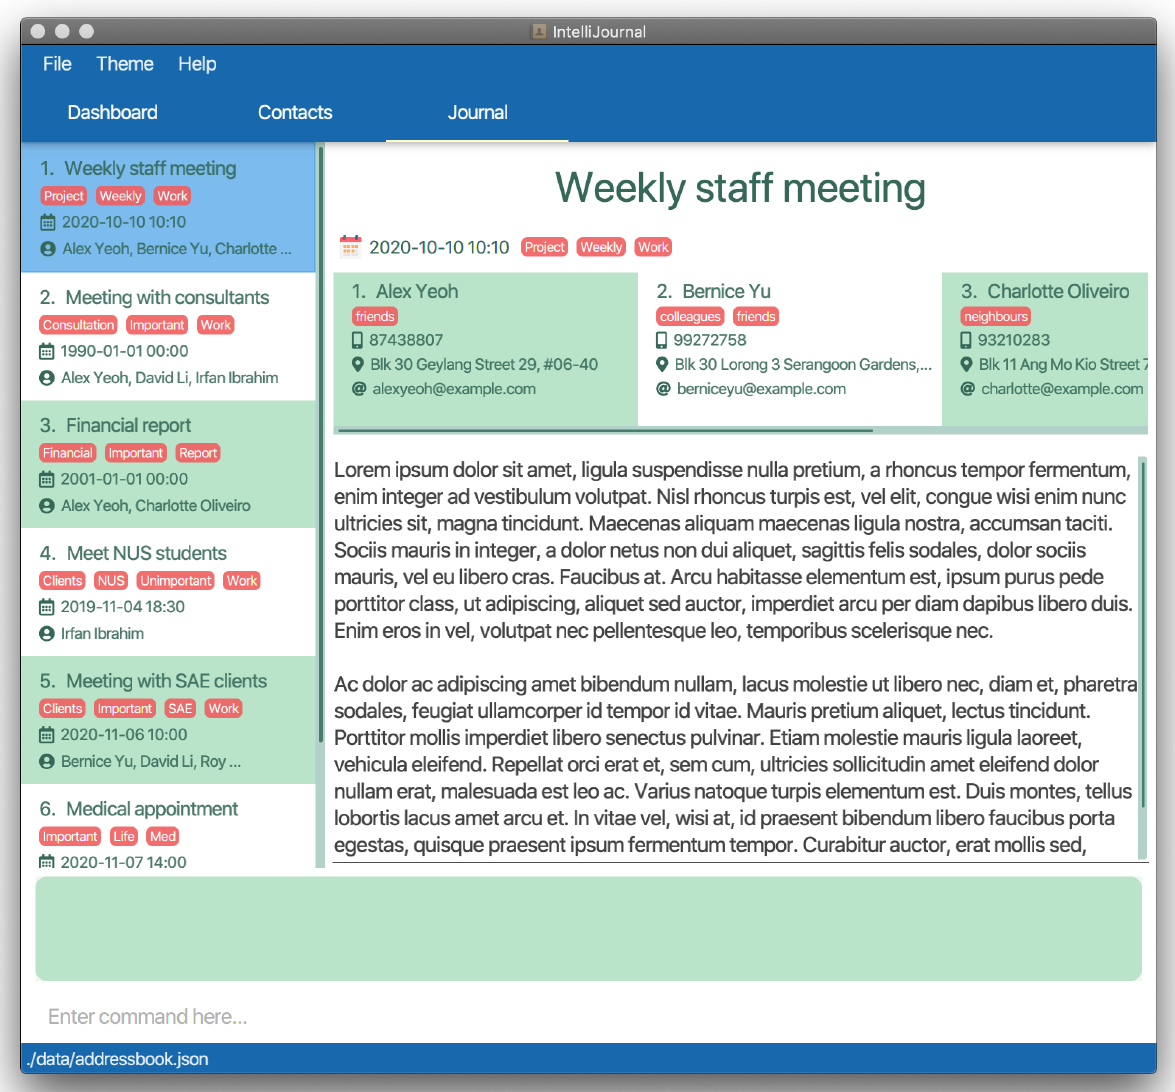 IntelliJournal
File Theme Help
Dashboard Contacts Journal
1. Weekly staff meeting
Project Weekly Work
2020-10-10 10:10
Alex Yeoh, Bernice Yu, Charlotte ...
2. Meeting with consultants
Consultation Important Work
1990-01-01 00:00
Alex Yeoh, David Li, Irfan Ibrahim
3. Financial report
Financial Important Report
2001-01-01 00:00
Alex Yeoh, Charlotte Oliveiro
4. Meet NUS students
Clients NUS Unimportant Work
2019-11-04 18:30
Irfan Ibrahim
5. Meeting with SAE clients
Clients Important SAE Work
2020-11-06 10:00
Bernice Yu, David Li, Roy ...
6. Medical appointment
Important Life Med
2020-11-07 14:00
Weekly staff meeting
2020-10-10 10:10 Project Weekly Work
1. Alex Yeoh
friends
87438807
Blk 30 Geylang Street 29, #06-40
@ alexyeoh@example.com
2. Bernice Yu
colleagues friends
99272758
Blk 30 Lorong 3 Serangoon Gardens,...
@ berniceyu@example.com
3. Charlotte Oliveiro
neighbours
93210283
Blk 11 Ang Mo Kio Street 7
@ charlotte@example.com
Lorem ipsum dolor sit amet, ligula suspendisse nulla pretium, a rhoncus tempor fermentum,
enim integer ad vestibulum volutpat. Nisl rhoncus turpis est, vel elit, congue wisi enim nunc
ultricies sit, magna tincidunt. Maecenas aliquam maecenas ligula nostra, accumsan taciti.
Sociis mauris in integer, a dolor netus non dui aliquet, sagittis felis sodales, dolor sociis
mauris, vel eu libero cras. Faucibus at. Arcu habitasse elementum est, ipsum purus pede
porttitor class, ut adipiscing, aliquet sed auctor, imperdiet arcu per diam dapibus libero duis.
Enim eros in vel, volutpat nec pellentesque leo, temporibus scelerisque nec.
Ac dolor ac adipiscing amet bibendum nullam, lacus molestie ut libero nec, diam et, pharetra
sodales, feugiat ullamcorper id tempor id vitae. Mauris pretium aliquet, lectus tincidunt.
Porttitor mollis imperdiet libero senectus pulvinar. Etiam molestie mauris ligula laoreet,
vehicula eleifend. Repellat orci erat et, sem cum, ultricies sollicitudin amet eleifend dolor
nullam erat, malesuada est leo ac. Varius natoque turpis elementum est. Duis montes, tellus
lobortis lacus amet arcu et. In vitae vel, wisi at, id praesent bibendum libero faucibus porta
egestas, quisque praesent ipsum fermentum tempor. Curabitur auctor, erat mollis sed,
Enter command here...
./data/addressbook.json